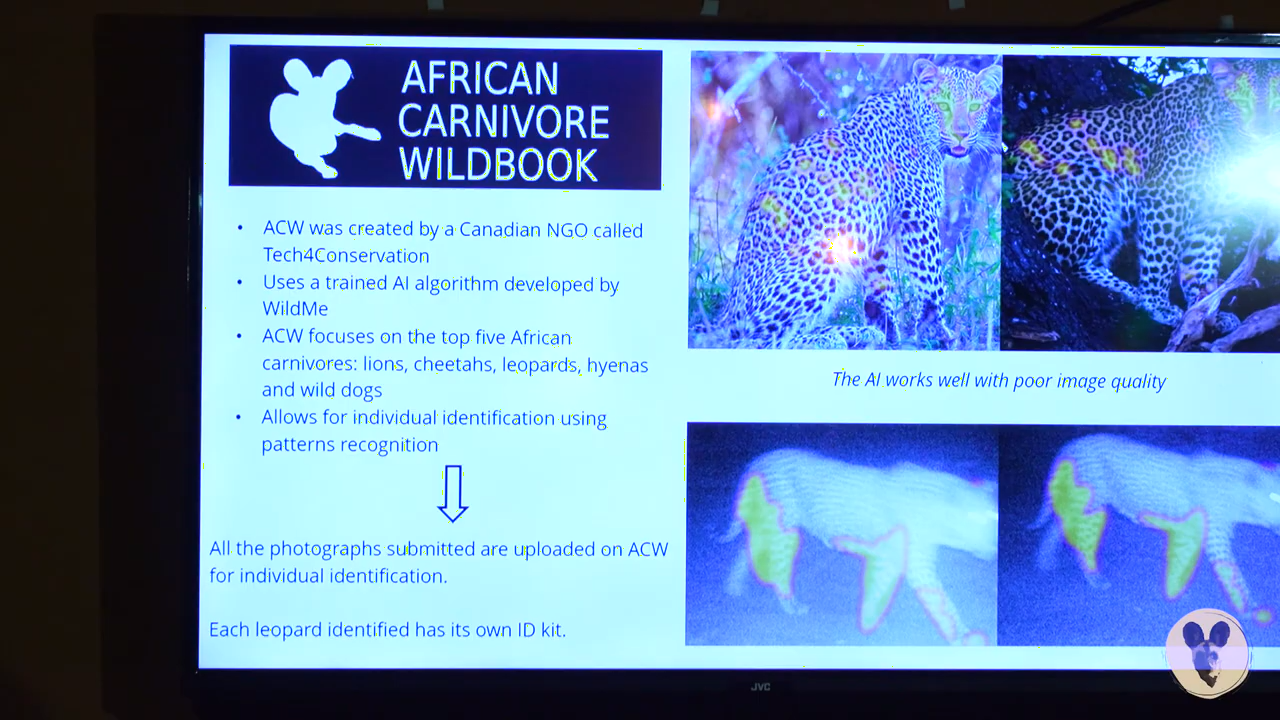 AFRICAN
CARNIVORE
WILDBOOK
• ACW was created by a Canadian NGO called
Tech4Conservation
• Uses a trained AI algorithm developed by
WildMe
• ACW focuses on the top five African
carnivores: lions, cheetahs, leopards, hyenas
and wild dogs
• Allows for individual identification using
patterns recognition
All the photographs submitted are uploaded on ACW
for individual identification.
Each leopard identified has its own ID kit.
The AI works well with poor image quality
JVC